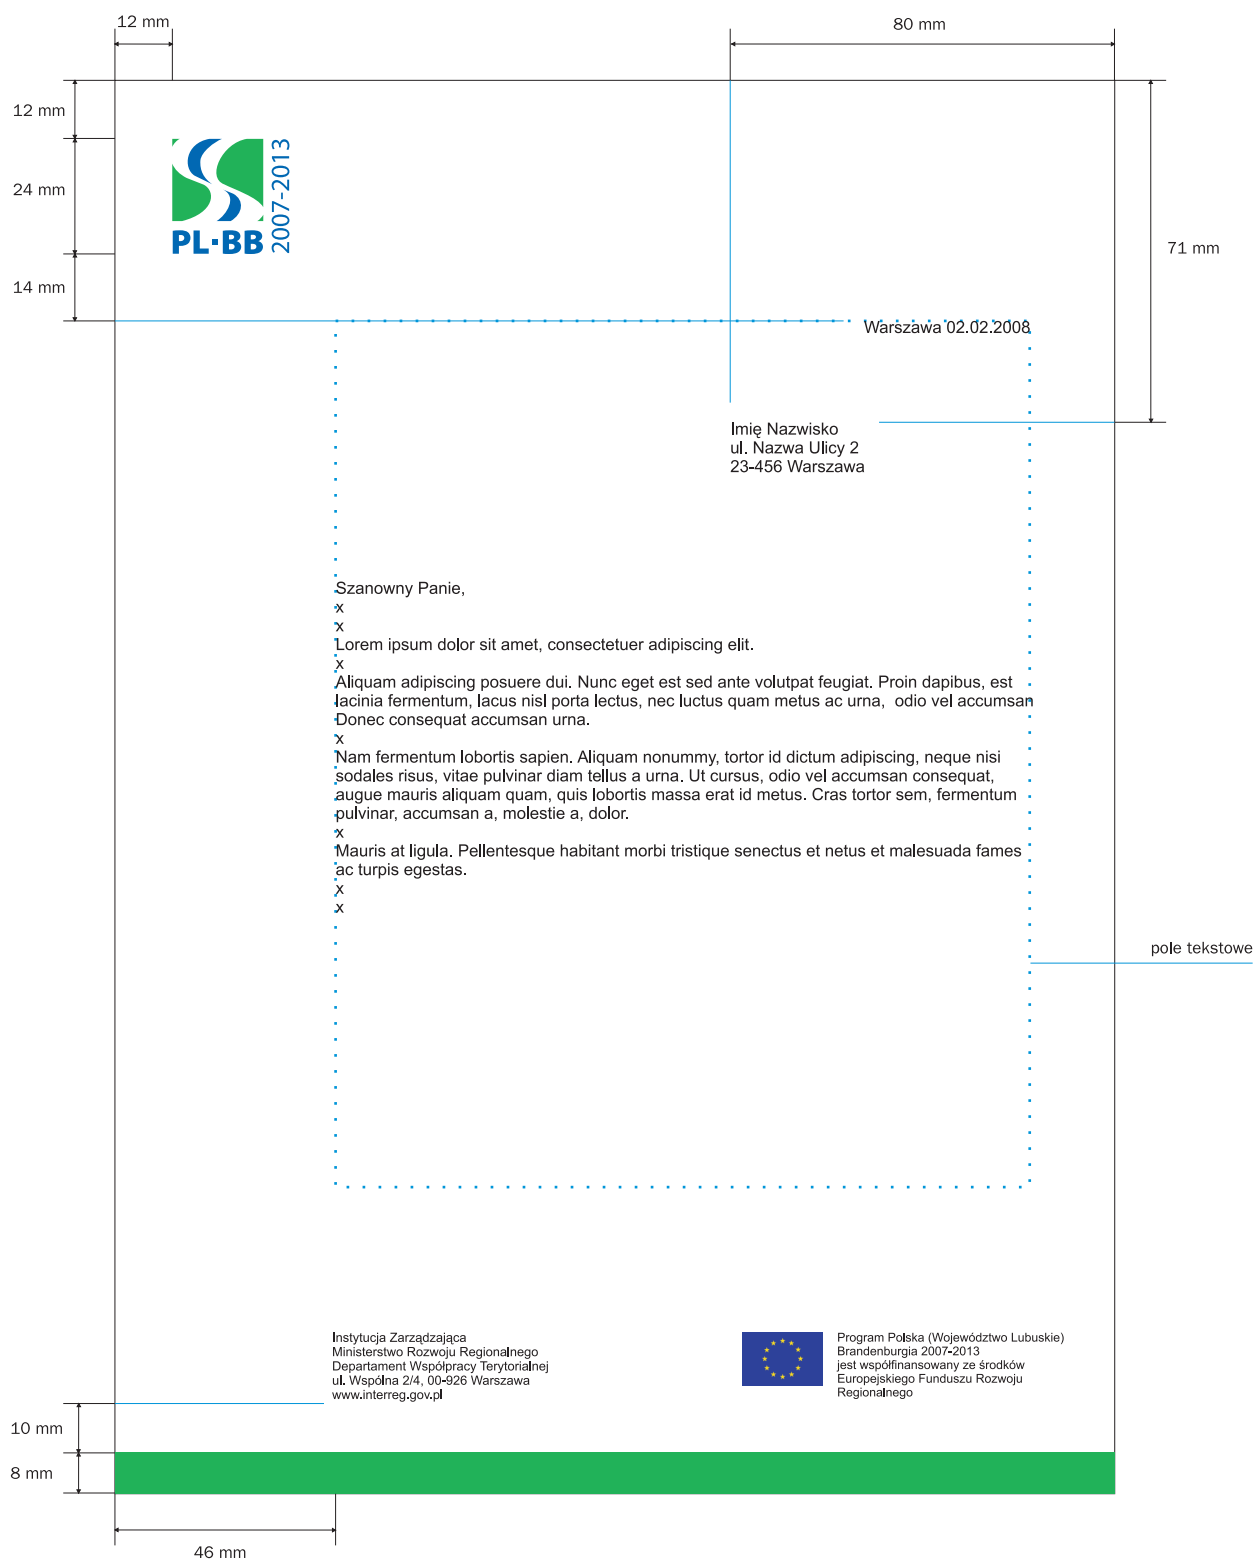 12 mm
80 mm
12 mm
24 mm
14 mm
71 mm
PL·BB
2007-2013
Warszawa 02.02.2008
Imię Nazwisko
ul. Nazwa Ulicy 2
23-456 Warszawa
Szanowny Panie,
x
x
Lorem ipsum dolor sit amet, consectetuer adipiscing elit.
x
Aliquam adipiscing posuere dui. Nunc eget est sed ante volutpat feugiat. Proin dapibus, est
lacinia fermentum, lacus nisl porta lectus, nec luctus quam metus ac urna, odio vel accumsan
Donec consequat accumsan urna.
x
Nam fermentum lobortis sapien. Aliquam nonummy, tortor id dictum adipiscing, neque nisi
sodales risus, vitae pulvinar diam tellus a urna. Ut cursus, odio vel accumsan consequat,
augue mauris aliquam quam, quis lobortis massa erat id metus. Cras tortor sem, fermentum
pulvinar, accumsan a, molestie a, dolor.
x
Mauris at ligula. Pellentesque habitant morbi tristique senectus et netus et malesuada fames
ac turpis egestas.
x
x
pole tekstowe
Instytucja Zarządzająca
Ministerstwo Rozwoju Regionalnego
Departament Współpracy Terytorialnej
ul. Wspólna 2/4, 00-926 Warszawa
www.interreg.gov.pl
Program Polska (Województwo Lubuskie)
Brandenburgia 2007-2013
jest współfinansowany ze środków
Europejskiego Funduszu Rozwoju
Regionalnego
10 mm
8 mm
46 mm